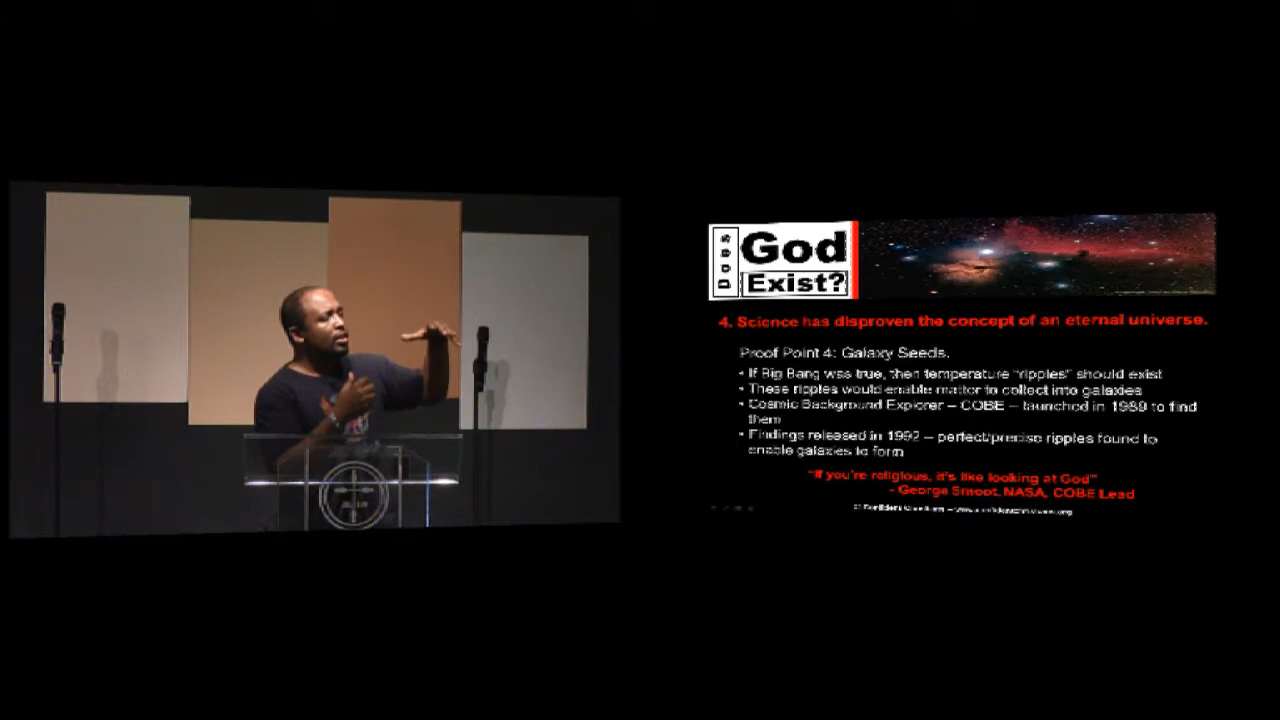 Does
God
Exist?
4. Science has disproven the concept of an eternal universe.
Proof Point 4: Galaxy Seeds.
• If Big Bang was true, then temperature "ripples" should exist
• These ripples would enable matter to collect into galaxies
• Cosmic Background Explorer – COBE – launched in 1989 to find
them
• Findings released in 1992 – perfect/precise ripples found to
enable galaxies to form
"If you're religious, it's like looking at God"
- George Smoot, NASA, COBE Lead